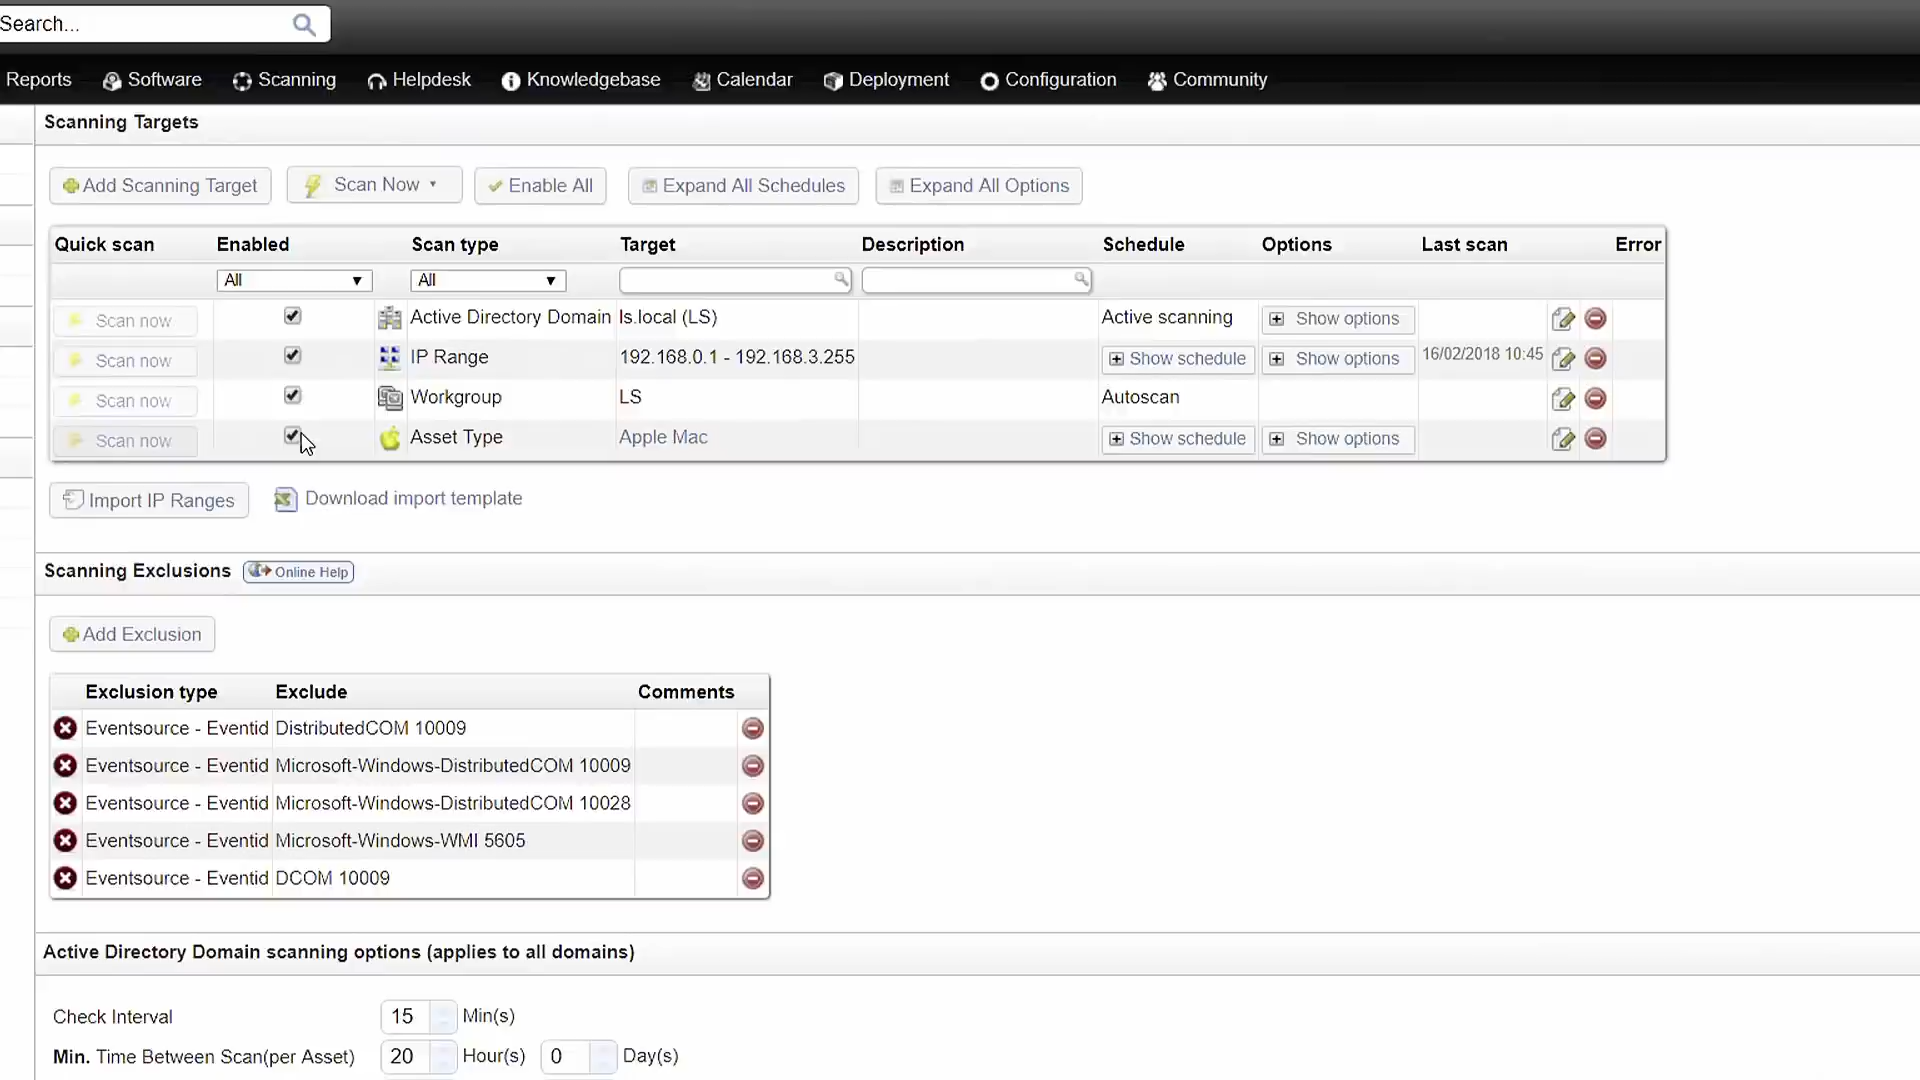 Search...
Reports Software Scanning Helpdesk Knowledgebase Calendar Deployment Configuration Community
Scanning Targets
Add Scanning Target Scan Now Enable All Expand All Schedules Expand All Options
Quick scan Enabled Scan type Target Description Schedule Options Last scan Error
All All
Scan now Active Directory Domain ls.local (LS) Active scanning Show options
Scan now IP Range 192.168.0.1 - 192.168.3.255 Show schedule Show options 16/02/2018 10:45
Scan now Workgroup LS Autoscan
Scan now Asset Type Apple Mac Show schedule Show options
Import IP Ranges Download import template
Scanning Exclusions Online Help
Add Exclusion
Exclusion type Exclude Comments
Eventsource - Eventid DistributedCOM 10009
Eventsource - Eventid Microsoft-Windows-DistributedCOM 10009
Eventsource - Eventid Microsoft-Windows-DistributedCOM 10028
Eventsource - Eventid Microsoft-Windows-WMI 5605
Eventsource - Eventid DCOM 10009
Active Directory Domain scanning options (applies to all domains)
Check Interval 15 Min(s)
Min. Time Between Scan(per Asset) 20 Hour(s) 0 Day(s)